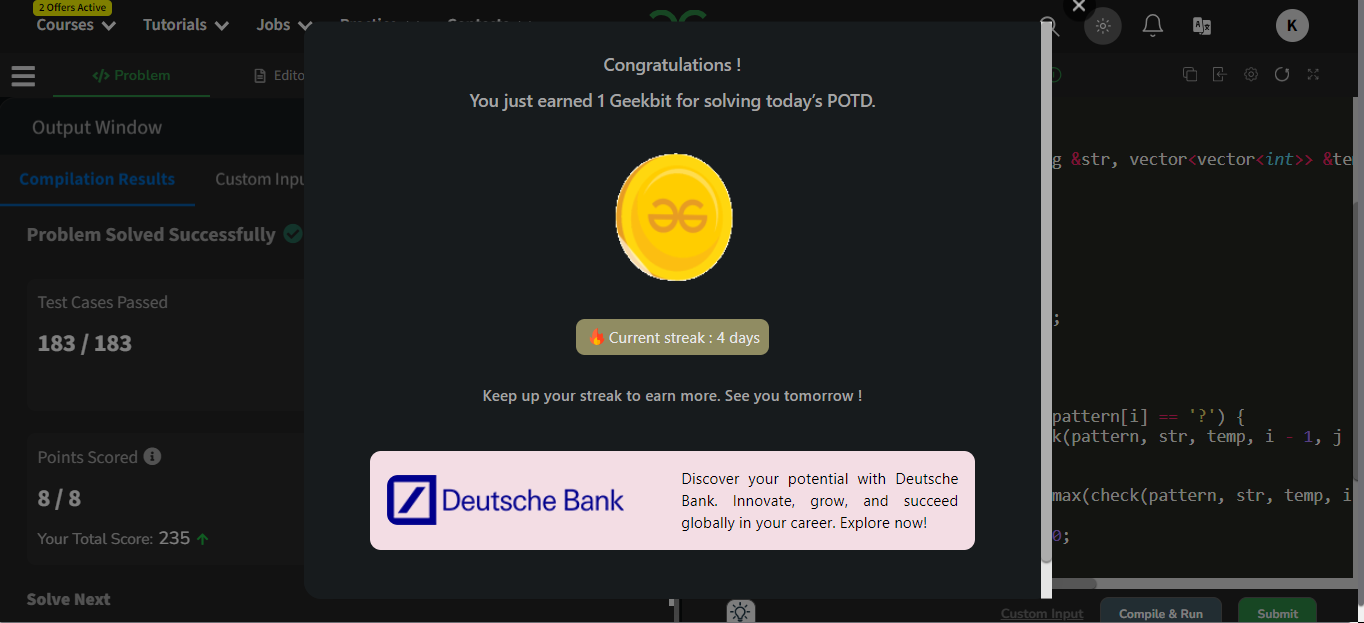 2 Offers Active
Courses Tutorials Jobs
K
Problem
Output Window
Compilation Results Custom
Problem Solved Successfully
Test Cases Passed
183 / 183
Points Scored
8 / 8
Your Total Score: 235
Solve Next
Congratulations !
You just earned 1 Geekbit for solving today’s POTD.
Current streak : 4 days
Keep up your streak to earn more. See you tomorrow !
Deutsche Bank
Discover your potential with Deutsche
Bank. Innovate, grow, and succeed
globally in your career. Explore now!
g &str, vector<vector<int>> &te
;
pattern[i] == '?') {
k(pattern, str, temp, i - 1, j
max(check(pattern, str, temp, i
0;
Custom Input Compile & Run Submit